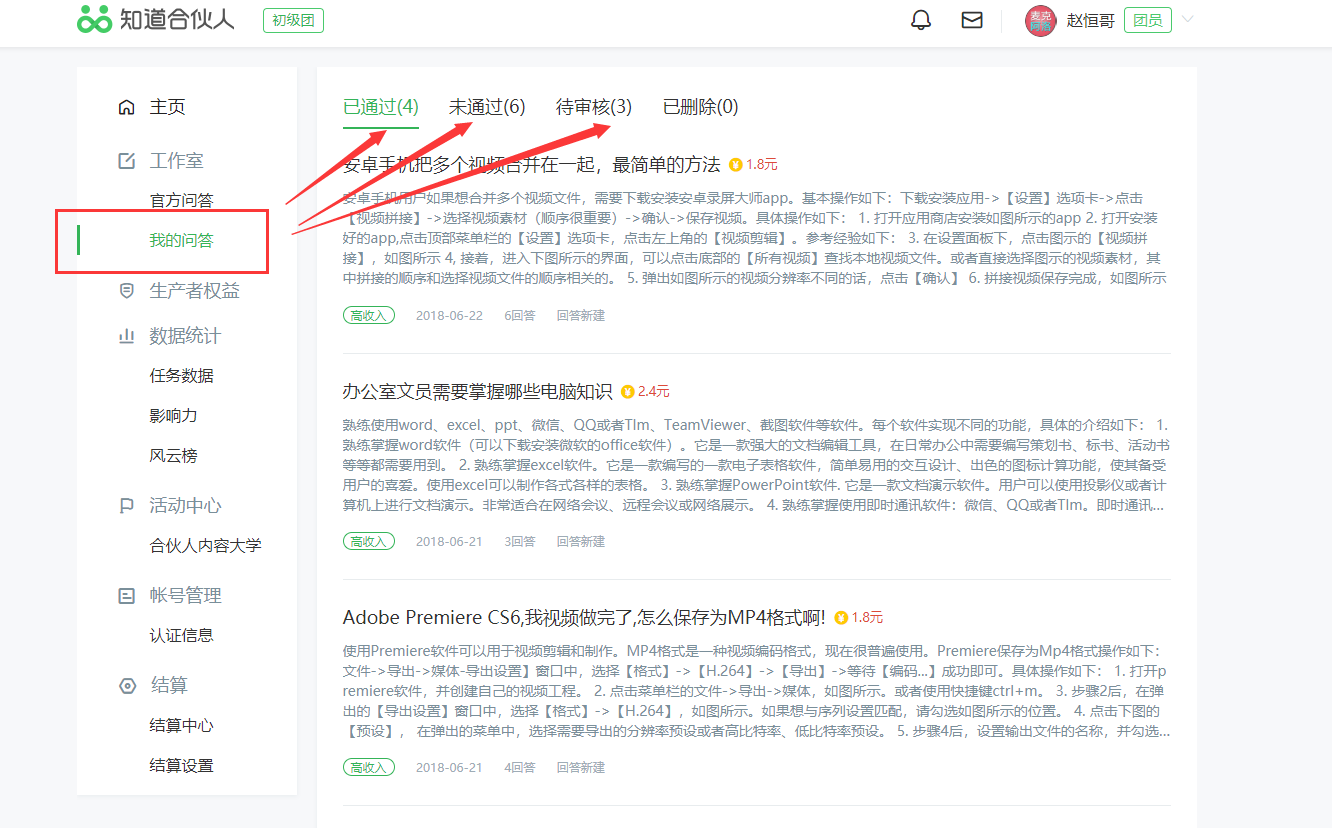 知道合伙人 初级团 麦克 赵恒哥 团员
主页
工作室
官方问答
我的问答
生产者权益
数据统计
任务数据
影响力
风云榜
活动中心
合伙人内容大学
帐号管理
认证信息
结算
结算中心
结算设置
已通过(4) 未通过(6) 待审核(3) 已删除(0)
安卓手机把多个视频合并在一起，最简单的方法 1.8元
安卓手机用户如果想合并多个视频文件，需要下载安装安卓录屏大师app。基本操作如下：下载安装应用->【设置】选项卡->点击
【视频拼接】->选择视频素材（顺序很重要）->确认->保存视频。具体操作如下： 1. 打开应用商店安装如图所示的app 2. 打开安装
好的app,点击顶部菜单栏的【设置】选项卡，点击左上角的【视频剪辑】。参考经验如下： 3. 在设置面板下，点击图示的【视频拼
接】，如图所示 4, 接着，进入下图所示的界面，可以点击底部的【所有视频】查找本地视频文件。或者直接选择图示的视频素材，其
中拼接的顺序和选择视频文件的顺序相关的。 5. 弹出如图所示的视频分辨率不同的话，点击【确认】 6. 拼接视频保存完成，如图所示
高收入 2018-06-22 6回答 回答新建
办公室文员需要掌握哪些电脑知识 2.4元
熟练使用word、excel、ppt、微信、QQ或者TIm、TeamViewer、截图软件等软件。每个软件实现不同的功能，具体的介绍如下： 1.
熟练掌握word软件（可以下载安装微软的office软件）。它是一款强大的文档编辑工具，在日常办公中需要编写策划书、标书、活动书
等等都需要用到。 2. 熟练掌握excel软件。它是一款编写的一款电子表格软件，简单易用的交互设计、出色的图标计算功能，使其备受
用户的喜爱。使用excel可以制作各式各样的表格。 3. 熟练掌握PowerPoint软件. 它是一款文档演示软件。用户可以使用投影仪或者计
算机上进行文档演示。非常适合在网络会议、远程会议或网络展示。 4. 熟练掌握使用即时通讯软件：微信、QQ或者TIm。即时通讯...
高收入 2018-06-21 3回答 回答新建
Adobe Premiere CS6,我视频做完了,怎么保存为MP4格式啊! 1.8元
使用Premiere软件可以用于视频剪辑和制作。MP4格式是一种视频编码格式，现在很普遍使用。Premiere保存为Mp4格式操作如下：
文件->导出->媒体-导出设置】窗口中，选择【格式】->【H.264】->【导出】->等待【编码...】成功即可。具体操作如下： 1. 打开p
remiere软件，并创建自己的视频工程。 2. 点击菜单栏的文件->导出->媒体，如图所示。或者使用快捷键ctrl+m。 3. 步骤2后，在弹
出的【导出设置】窗口中，选择【格式】->【H.264】，如图所示。如果想与序列设置匹配，请勾选如图所示的位置。 4. 点击下图的
【预设】， 在弹出的菜单中，选择需要导出的分辨率预设或者高比特率、低比特率预设。 5. 步骤4后，设置输出文件的名称，并勾选...
高收入 2018-06-21 4回答 回答新建